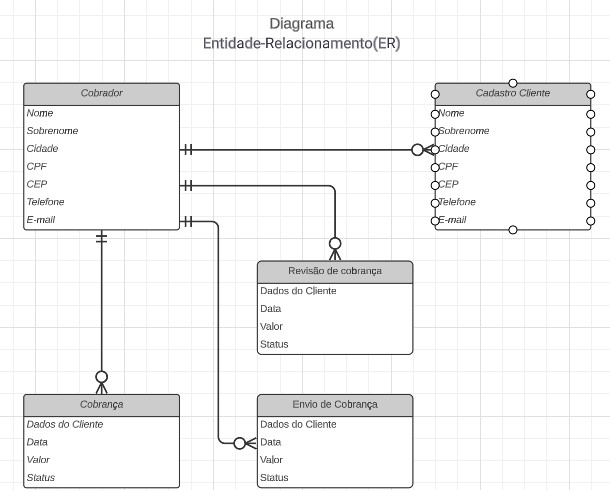 Diagrama
Entidade-Relacionamento(ER)
Cobrador
Nome
Sobrenome
Cidade
CPF
CEP
Telefone
E-mail
Cadastro Cliente
Nome
Sobrenome
Cidade
CPF
CEP
Telefone
E-mail
Revisão de cobrança
Dados do Cliente
Data
Valor
Status
Cobrança
Dados do Cliente
Data
Valor
Status
Envio de Cobrança
Dados do Cliente
Data
Valor
Status